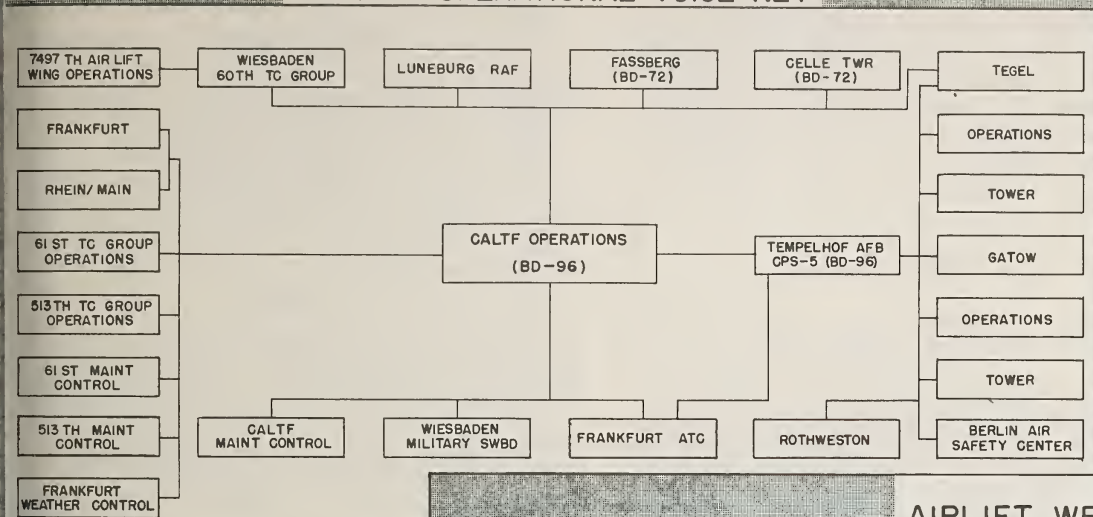 OPERATIONAL VOICE NET
7497 TH AIR LIFT
WING OPERATIONS
WIESBADEN
60TH TC GROUP
LUNEBURG RAF
FASSBERG
(BD-72)
CELLE TWR
(BD-72)
TEGEL
FRANKFURT
OPERATIONS
RHEIN/MAIN
TOWER
61 ST TC GROUP
OPERATIONS
CALTF OPERATIONS
(BD-96)
TEMPELHOF AFB
CPS-5 (BD-96)
GATOW
513TH TC GROUP
OPERATIONS
OPERATIONS
61 ST MAINT
CONTROL
TOWER
513 TH MAINT
CONTROL
CALTF
MAINT CONTROL
WIESBADEN
MILITARY SWBD
FRANKFURT ATC
ROTHWESTON
BERLIN AIR
SAFETY CENTER
FRANKFURT
WEATHER CONTROL
AIRLIFT WE